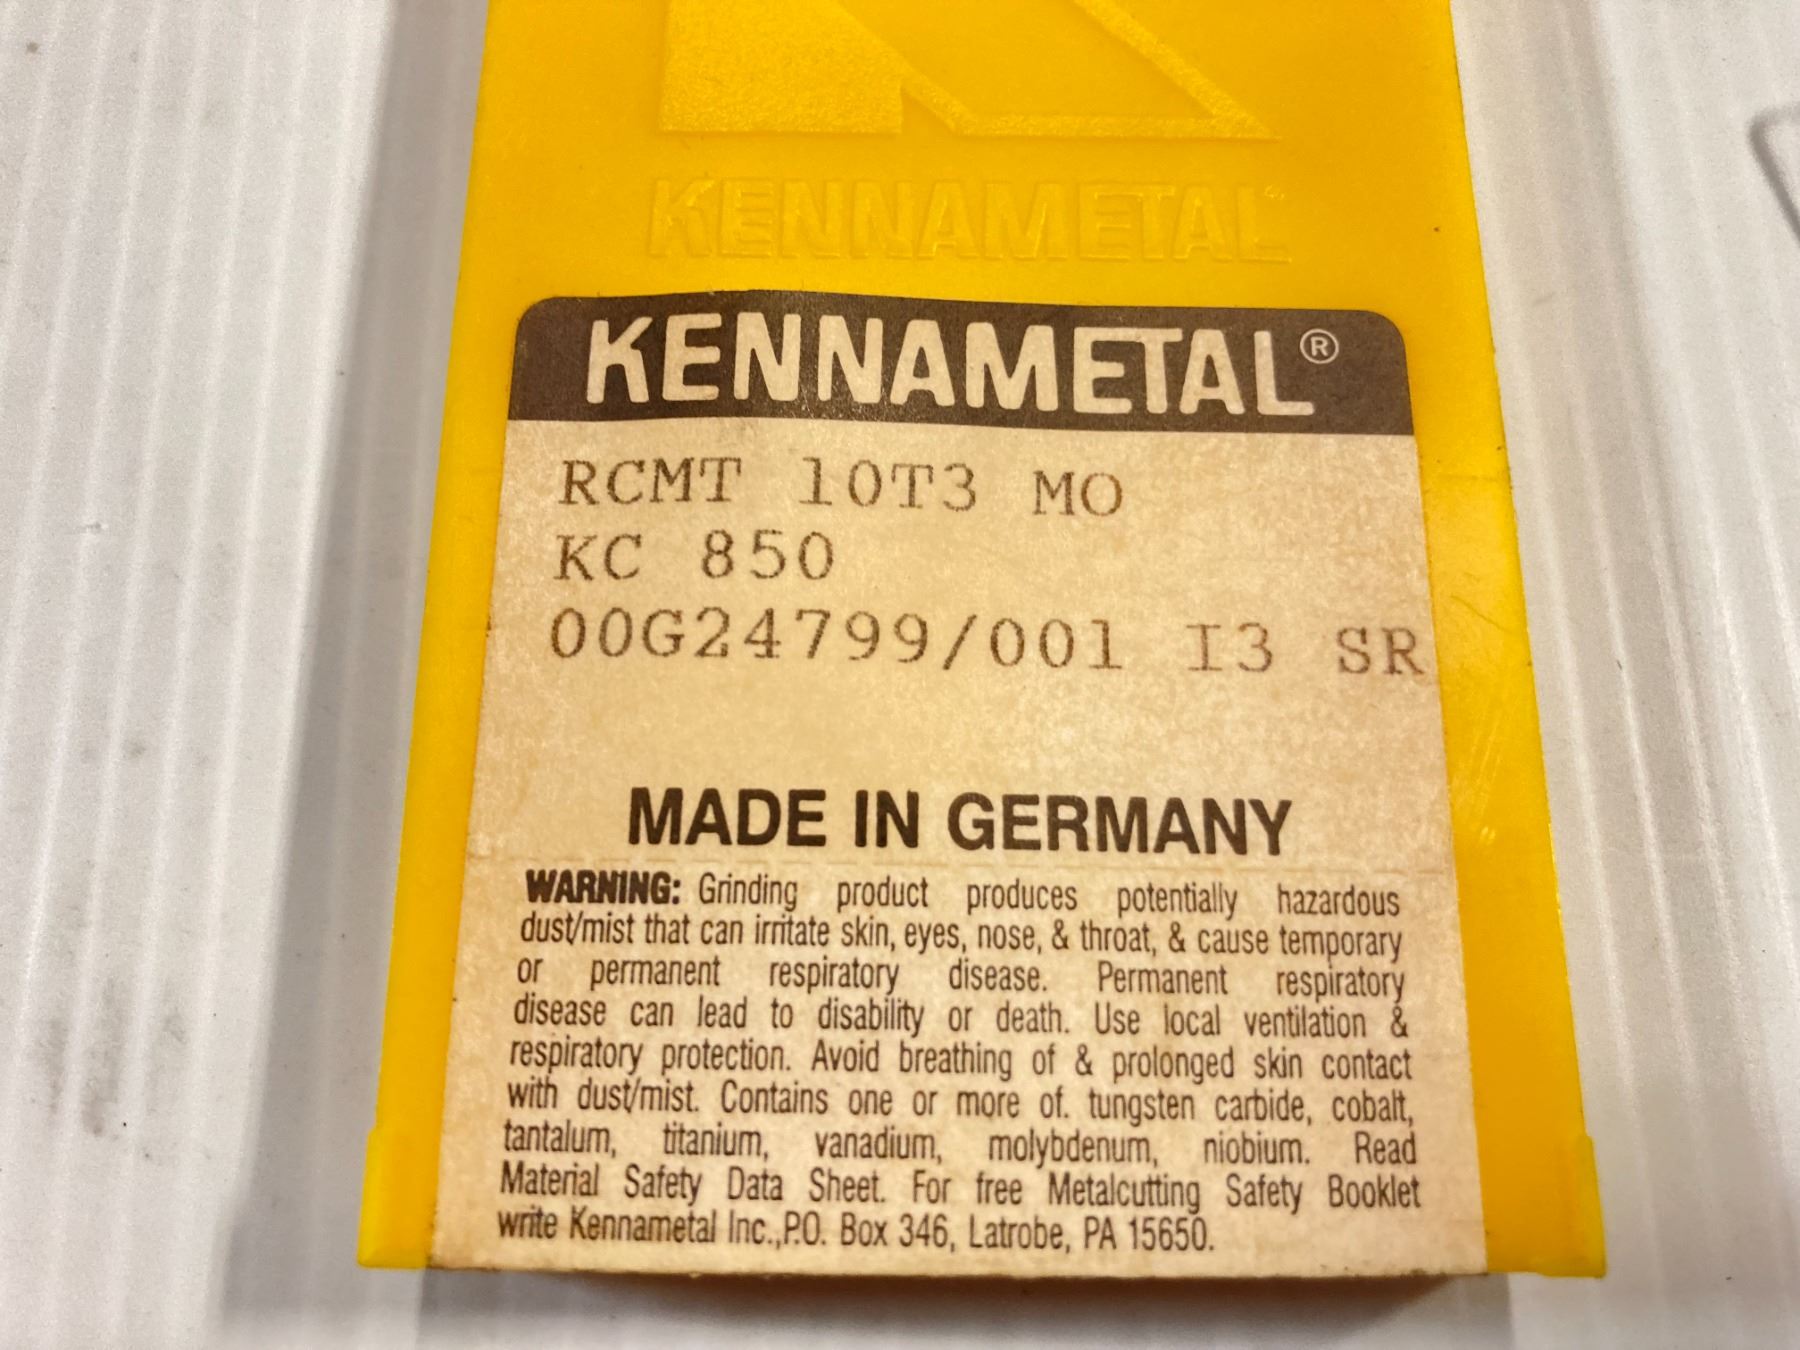 KENNAMETAL
KENNAMETAL®
RCMT 10T3 MO
KC 850
00G24799/001 I3 SR
MADE IN GERMANY
WARNING: Grinding product produces potentially hazardous
dust/mist that can irritate skin, eyes, nose, & throat, & cause temporary
or permanent respiratory disease. Permanent respiratory
disease can lead to disability or death. Use local ventilation &
respiratory protection. Avoid breathing of & prolonged skin contact
with dust/mist. Contains one or more of. tungsten carbide, cobalt,
tantalum, titanium, vanadium, molybdenum, niobium. Read
Material Safety Data Sheet. For free Metalcutting Safety Booklet
write Kennametal Inc.,P.O. Box 346, Latrobe, PA 15650.